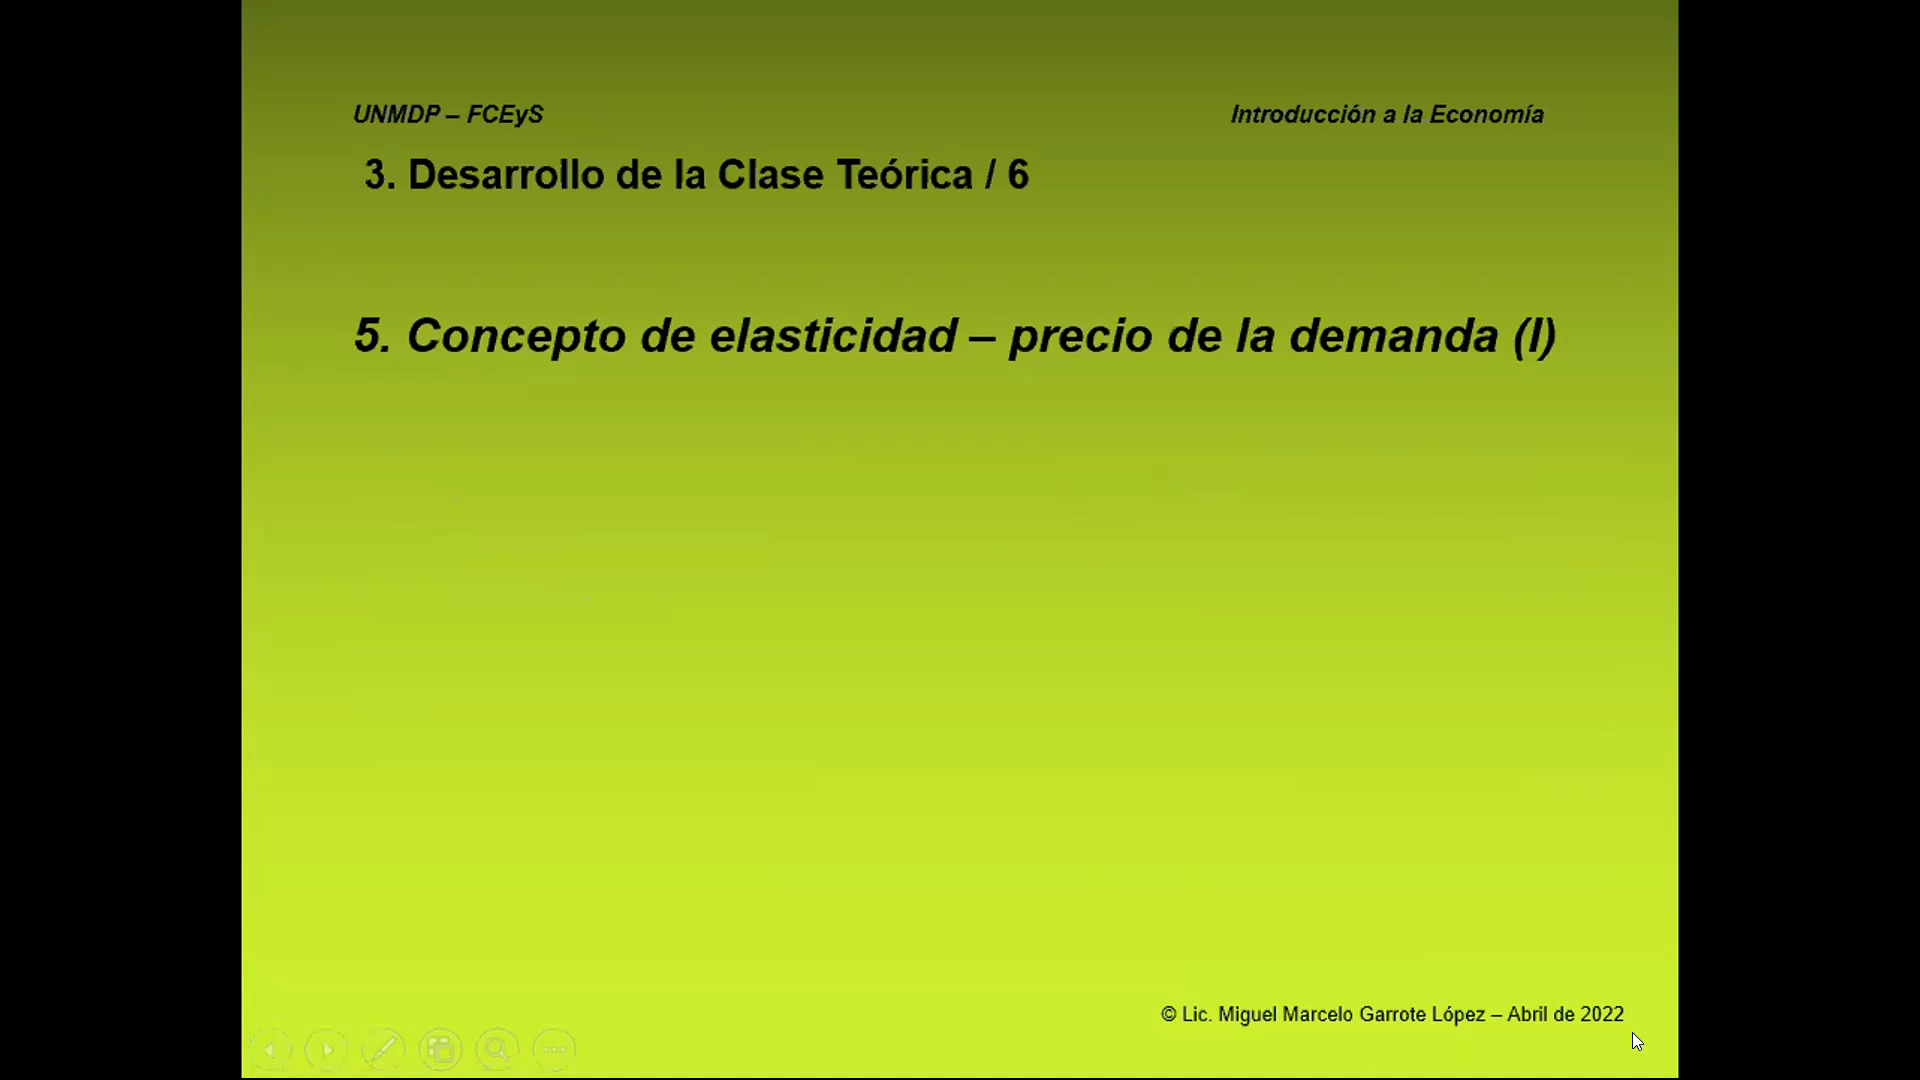 UNMDP – FCEyS
Introducción a la Economía
3. Desarrollo de la Clase Teórica / 6
5. Concepto de elasticidad – precio de la demanda (I)
© Lic. Miguel Marcelo Garrote López – Abril de 2022